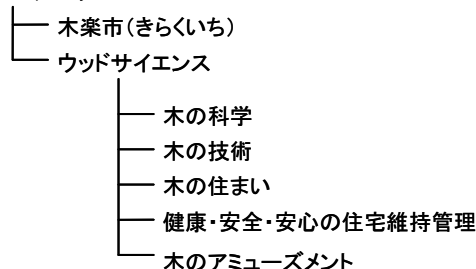 木楽市(きらくいち)
ウッドサイエンス
木の科学
木の技術
木の住まい
健康・安全・安心の住宅維持管理
木のアミューズメント